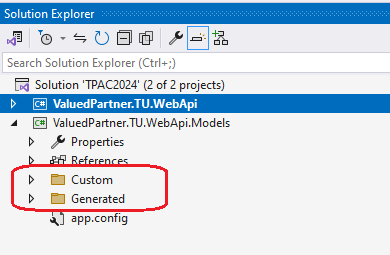 Solution Explorer
Search Solution Explorer (Ctrl+;)
Solution 'TPAC2024' (2 of 2 projects)
C# ValuedPartner.TU.WebApi
C# ValuedPartner.TU.WebApi.Models
Properties
References
Custom
Generated
app.config